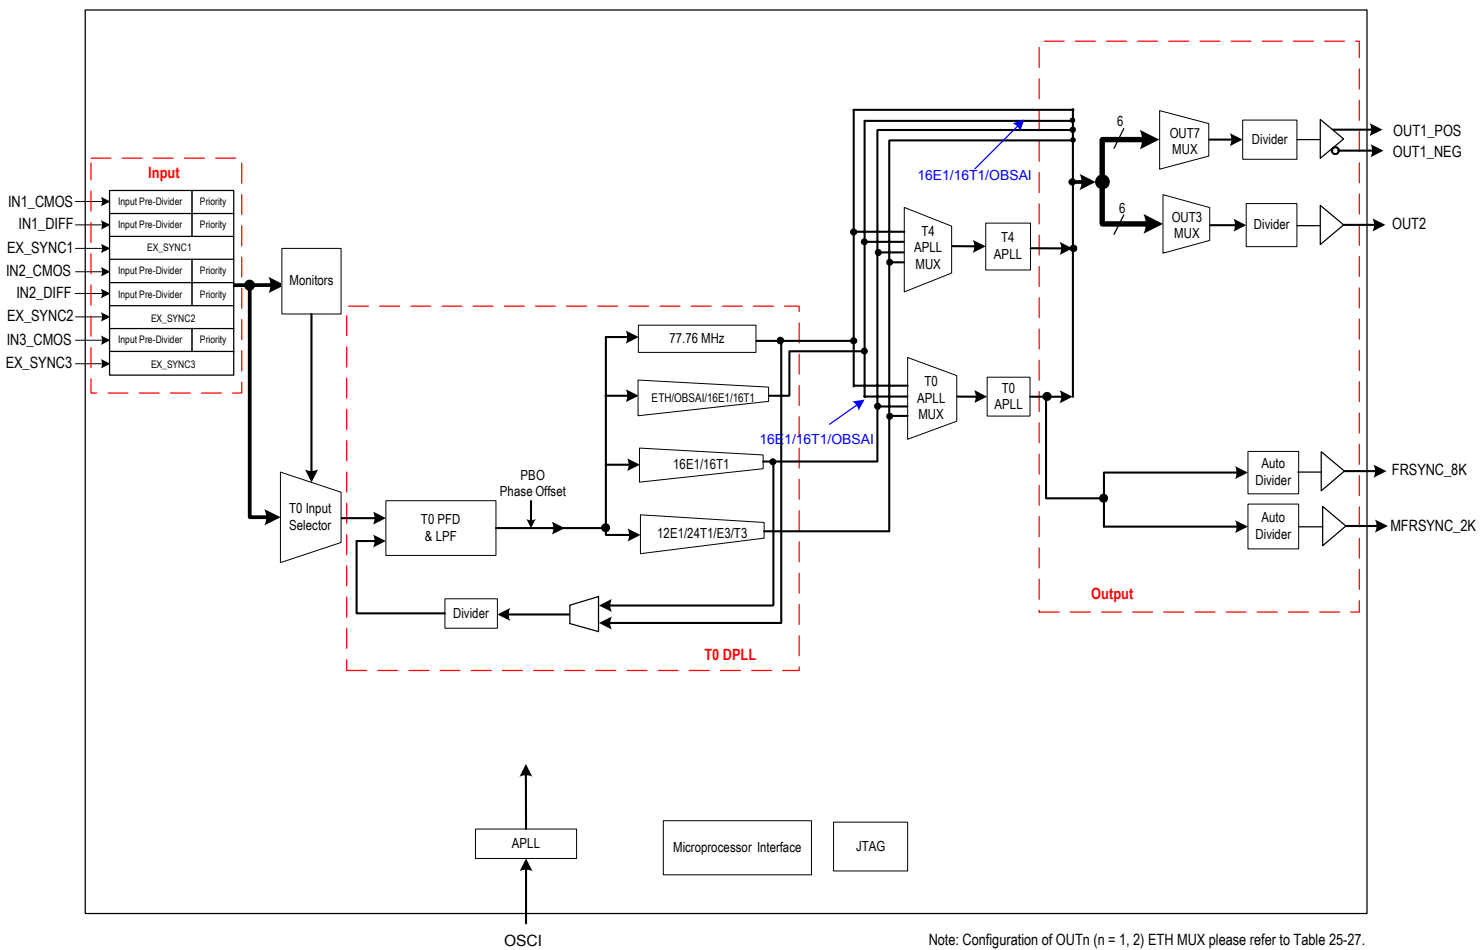 Input
IN1_CMOS
Input Pre-Divider Priority
IN1_DIFF
Input Pre-Divider Priority
EX_SYNC1
EX_SYNC1
IN2_CMOS
Input Pre-Divider Priority
IN2_DIFF
Input Pre-Divider Priority
EX_SYNC2
EX_SYNC2
IN3_CMOS
Input Pre-Divider Priority
EX_SYNC3
EX_SYNC3
Monitors
T0 Input
Selector
T0 PFD
& LPF
PBO
Phase Offset
77.76 MHz
ETH/OBSAI/16E1/16T1
16E1/16T1
12E1/24T1/E3/T3
Divider
T0 DPLL
16E1/16T1/OBSAI
16E1/16T1/OBSAI
T4
APLL
MUX
T4
APLL
T0
APLL
MUX
T0
APLL
6
OUT7
MUX
Divider
OUT1_POS
OUT1_NEG
6
OUT3
MUX
Divider
OUT2
Auto
Divider
FRSYNC_8K
Auto
Divider
MFRSYNC_2K
Output
APLL
OSCI
Microprocessor Interface
JTAG
Note: Configuration of OUTn (n = 1, 2) ETH MUX please refer to Table 25-27.